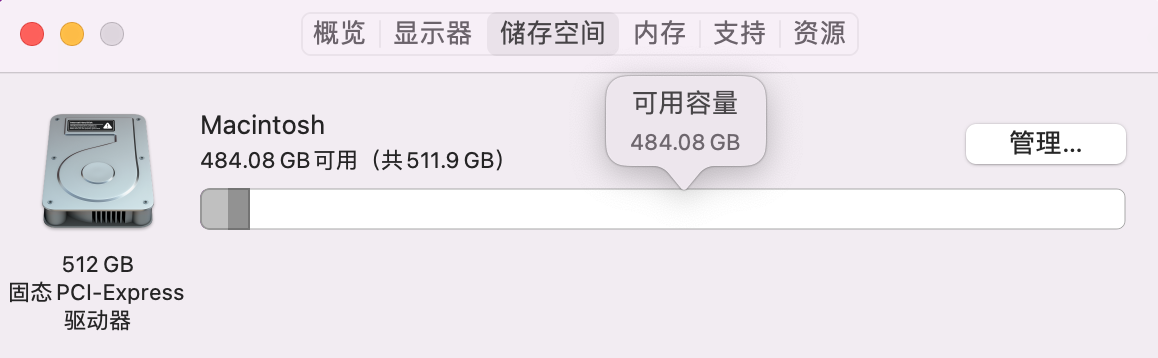 概览 显示器 储存空间 内存 支持 资源
可用容量
484.08 GB
Macintosh
484.08 GB 可用（共 511.9 GB）
管理...
512 GB
固态 PCI-Express
驱动器